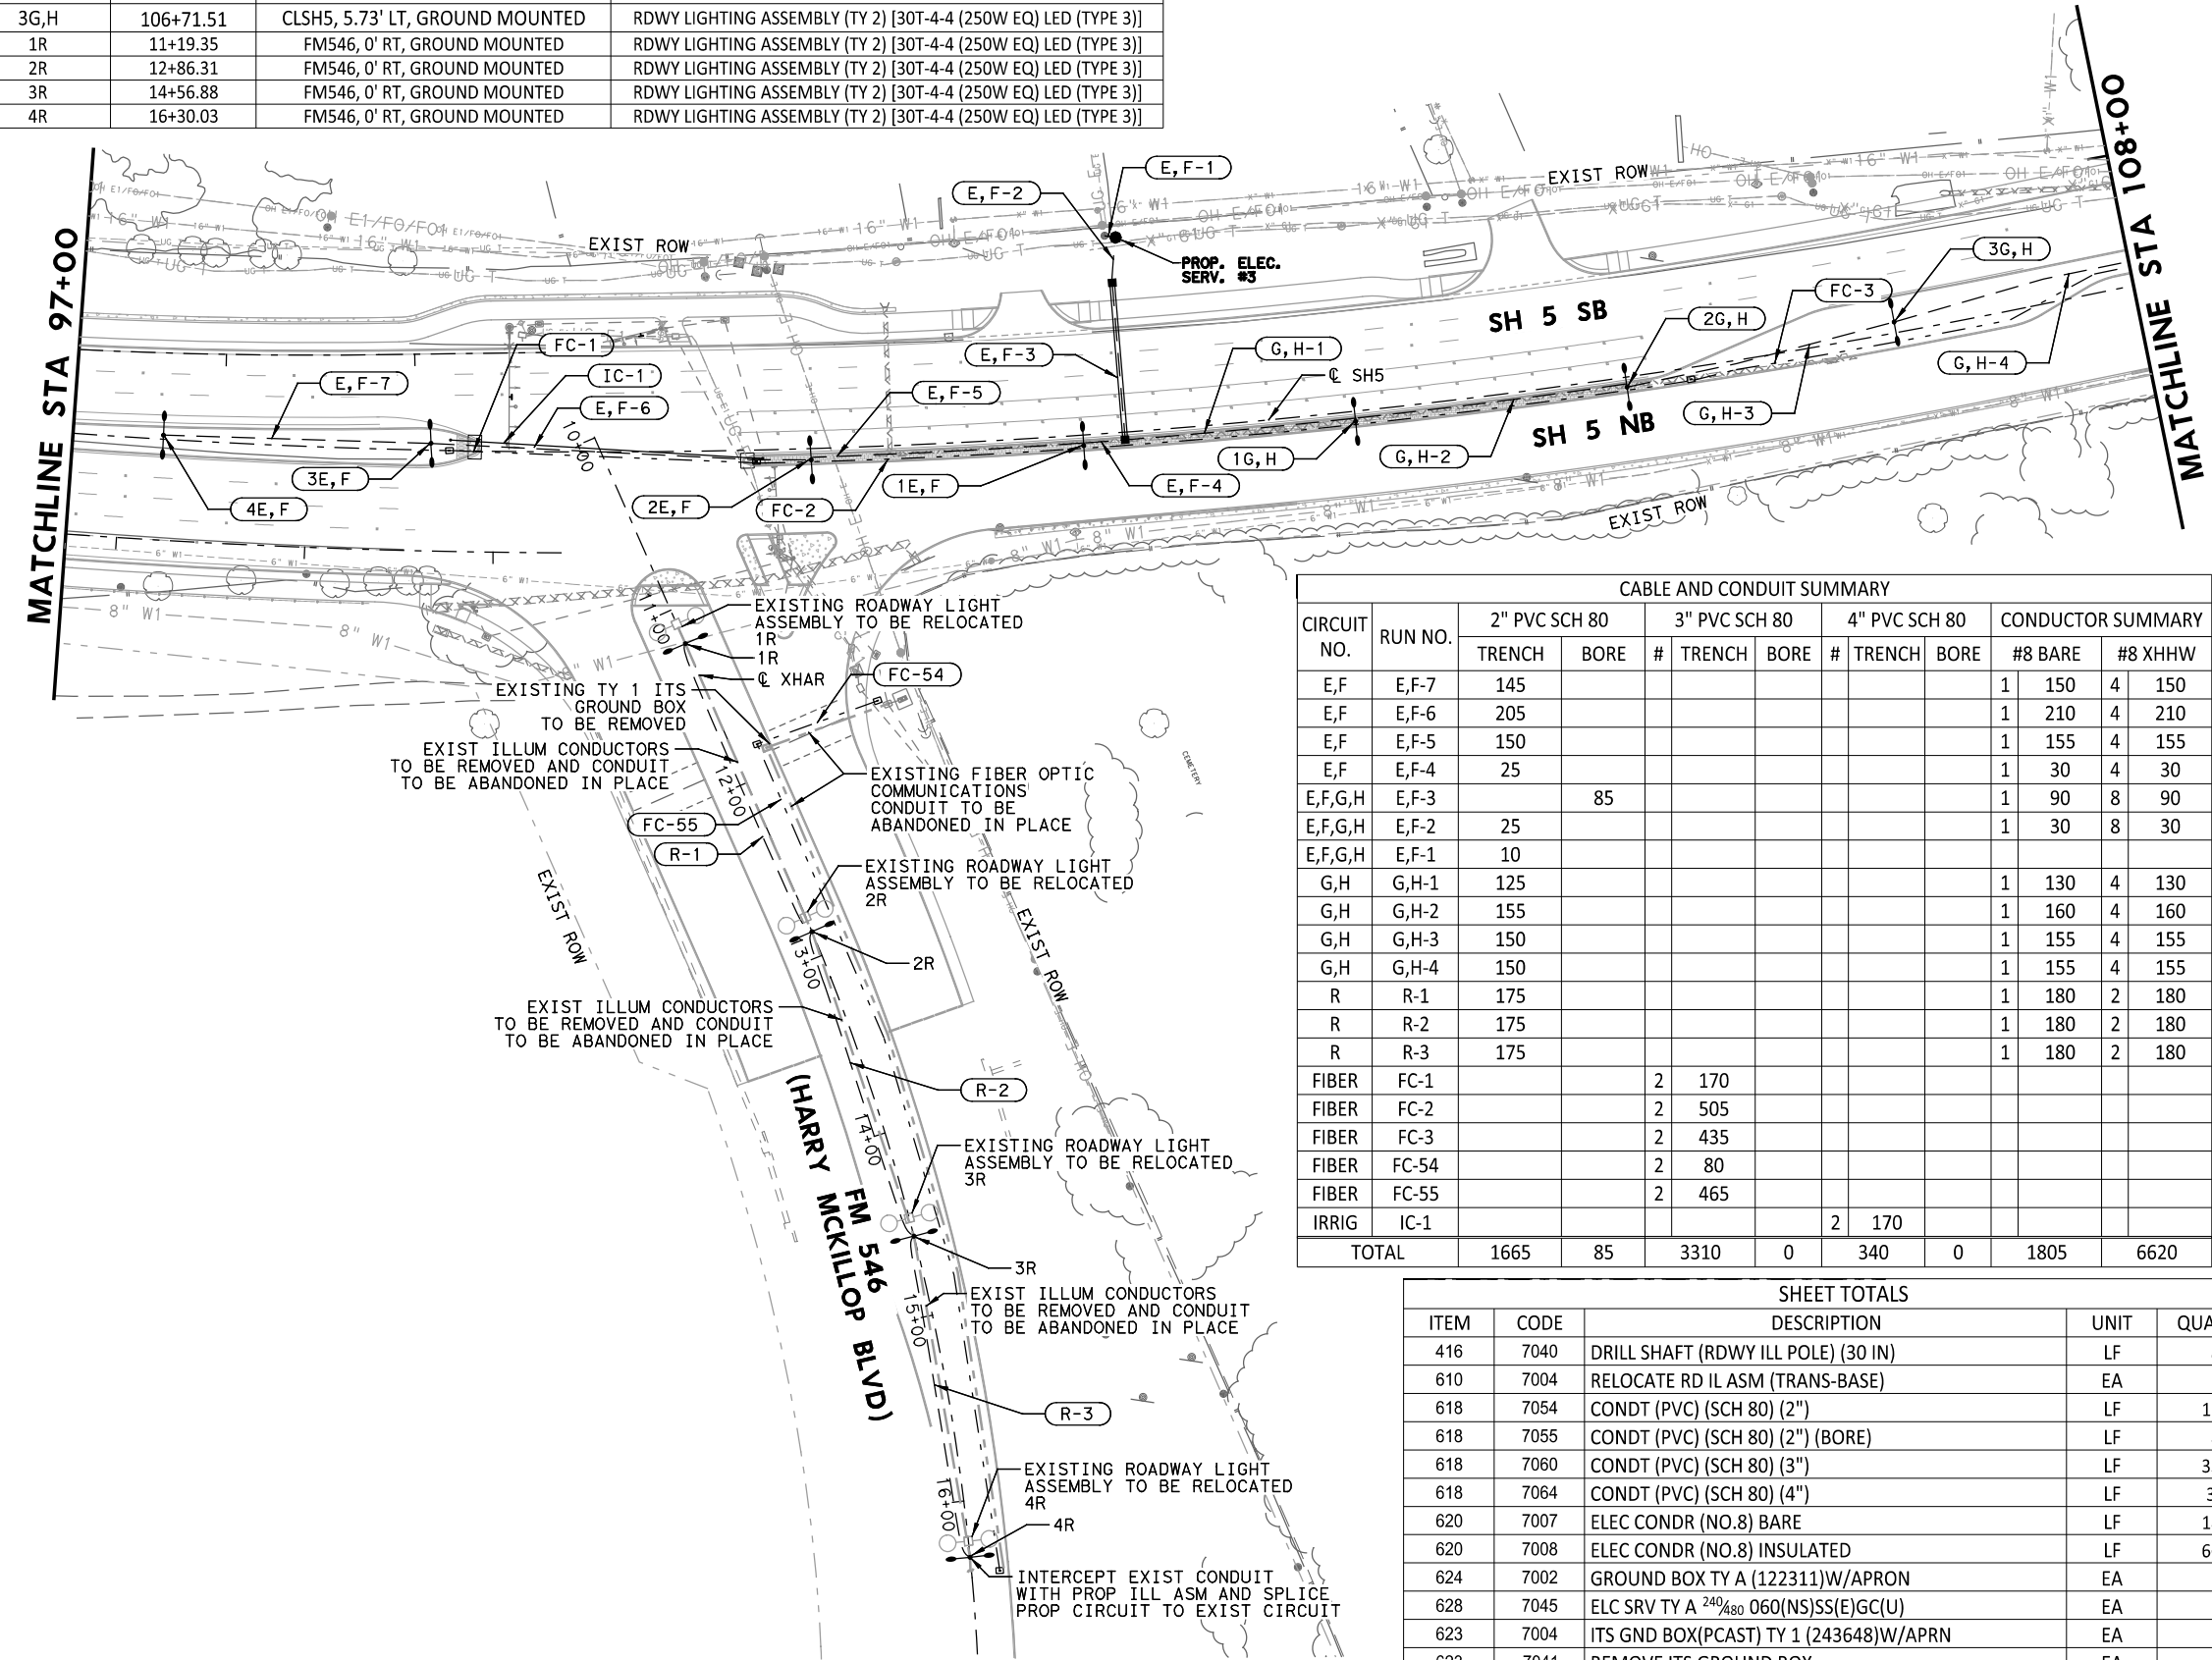 3G,H 106+71.51 CLSH5, 5.73' LT, GROUND MOUNTED RDWY LIGHTING ASSEMBLY (TY 2) [30T-4-4 (250W EQ) LED (TYPE 3)]
1R 11+19.35 FM546, 0' RT, GROUND MOUNTED RDWY LIGHTING ASSEMBLY (TY 2) [30T-4-4 (250W EQ) LED (TYPE 3)]
2R 12+86.31 FM546, 0' RT, GROUND MOUNTED RDWY LIGHTING ASSEMBLY (TY 2) [30T-4-4 (250W EQ) LED (TYPE 3)]
3R 14+56.88 FM546, 0' RT, GROUND MOUNTED RDWY LIGHTING ASSEMBLY (TY 2) [30T-4-4 (250W EQ) LED (TYPE 3)]
4R 16+30.03 FM546, 0' RT, GROUND MOUNTED RDWY LIGHTING ASSEMBLY (TY 2) [30T-4-4 (250W EQ) LED (TYPE 3)]
MATCHLINE STA 97+00
MATCHLINE STA 108+00
E,F-1
E,F-2
EXIST ROW
EXIST ROW
PROP. ELEC.
SERV. #3
3G,H
FC-3
2G,H
SH 5 SB
FC-1
E,F-3
G,H-1
℄ SH5
G,H-4
IC-1
E,F-7
E,F-5
E,F-6
G,H-3
SH 5 NB
10+00
3E,F
1G,H
G,H-2
4E,F
2E,F
FC-2
1E,F
E,F-4
EXIST ROW
8" W1
8" W1
11+00
EXISTING ROADWAY LIGHT
ASSEMBLY TO BE RELOCATED
1R
1R
℄ XHAR
FC-54
EXISTING TY 1 ITS
GROUND BOX
TO BE REMOVED
EXIST ILLUM CONDUCTORS
TO BE REMOVED AND CONDUIT
TO BE ABANDONED IN PLACE
12+00
EXISTING FIBER OPTIC
COMMUNICATIONS
CONDUIT TO BE
ABANDONED IN PLACE
CEMETERY
FC-55
R-1
EXISTING ROADWAY LIGHT
ASSEMBLY TO BE RELOCATED
2R
EXIST ROW
EXIST ROW
2R
13+00
EXIST ILLUM CONDUCTORS
TO BE REMOVED AND CONDUIT
TO BE ABANDONED IN PLACE
R-2
14+00
EXISTING ROADWAY LIGHT
ASSEMBLY TO BE RELOCATED
3R
FM 546
(HARRY MCKILLOP BLVD)
3R
EXIST ILLUM CONDUCTORS
TO BE REMOVED AND CONDUIT
TO BE ABANDONED IN PLACE
15+00
R-3
EXISTING ROADWAY LIGHT
ASSEMBLY TO BE RELOCATED
4R
16+00
4R
INTERCEPT EXIST CONDUIT
WITH PROP ILL ASM AND SPLICE
PROP CIRCUIT TO EXIST CIRCUIT
CABLE AND CONDUIT SUMMARY
CIRCUIT NO. RUN NO. 2" PVC SCH 80 3" PVC SCH 80 4" PVC SCH 80 CONDUCTOR SUMMARY
TRENCH BORE # TRENCH BORE # TRENCH BORE #8 BARE #8 XHHW
E,F E,F-7 145 1 150 4 150
E,F E,F-6 205 1 210 4 210
E,F E,F-5 150 1 155 4 155
E,F E,F-4 25 1 30 4 30
E,F,G,H E,F-3 85 1 90 8 90
E,F,G,H E,F-2 25 1 30 8 30
E,F,G,H E,F-1 10
G,H G,H-1 125 1 130 4 130
G,H G,H-2 155 1 160 4 160
G,H G,H-3 150 1 155 4 155
G,H G,H-4 150 1 155 4 155
R R-1 175 1 180 2 180
R R-2 175 1 180 2 180
R R-3 175 1 180 2 180
FIBER FC-1 2 170
FIBER FC-2 2 505
FIBER FC-3 2 435
FIBER FC-54 2 80
FIBER FC-55 2 465
IRRIG IC-1 2 170
TOTAL 1665 85 3310 0 340 0 1805 6620
SHEET TOTALS
ITEM CODE DESCRIPTION UNIT QUA
416 7040 DRILL SHAFT (RDWY ILL POLE) (30 IN) LF
610 7004 RELOCATE RD IL ASM (TRANS-BASE) EA
618 7054 CONDT (PVC) (SCH 80) (2") LF 1
618 7055 CONDT (PVC) (SCH 80) (2") (BORE) LF
618 7060 CONDT (PVC) (SCH 80) (3") LF 3
618 7064 CONDT (PVC) (SCH 80) (4") LF 3
620 7007 ELEC CONDR (NO.8) BARE LF 1
620 7008 ELEC CONDR (NO.8) INSULATED LF 6
624 7002 GROUND BOX TY A (122311)W/APRON EA
628 7045 ELC SRV TY A 240/480 060(NS)SS(E)GC(U) EA
623 7004 ITS GND BOX(PCAST) TY 1 (243648)W/APRN EA